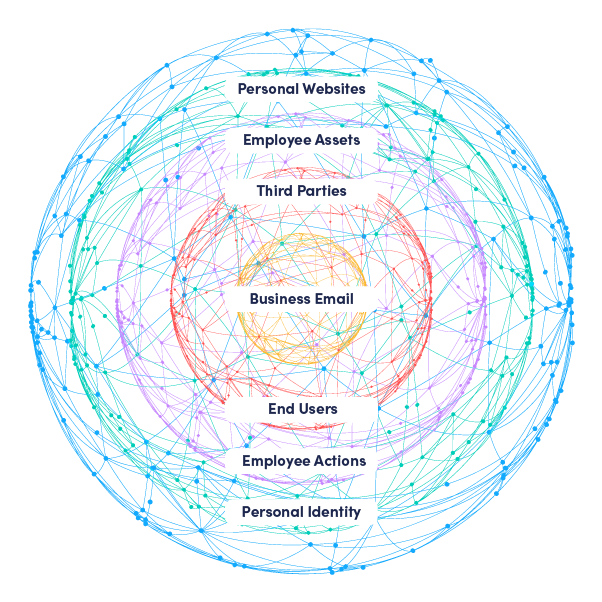 Personal Websites
Employee Assets
Third Parties
Business Email
End Users
Employee Actions
Personal Identity